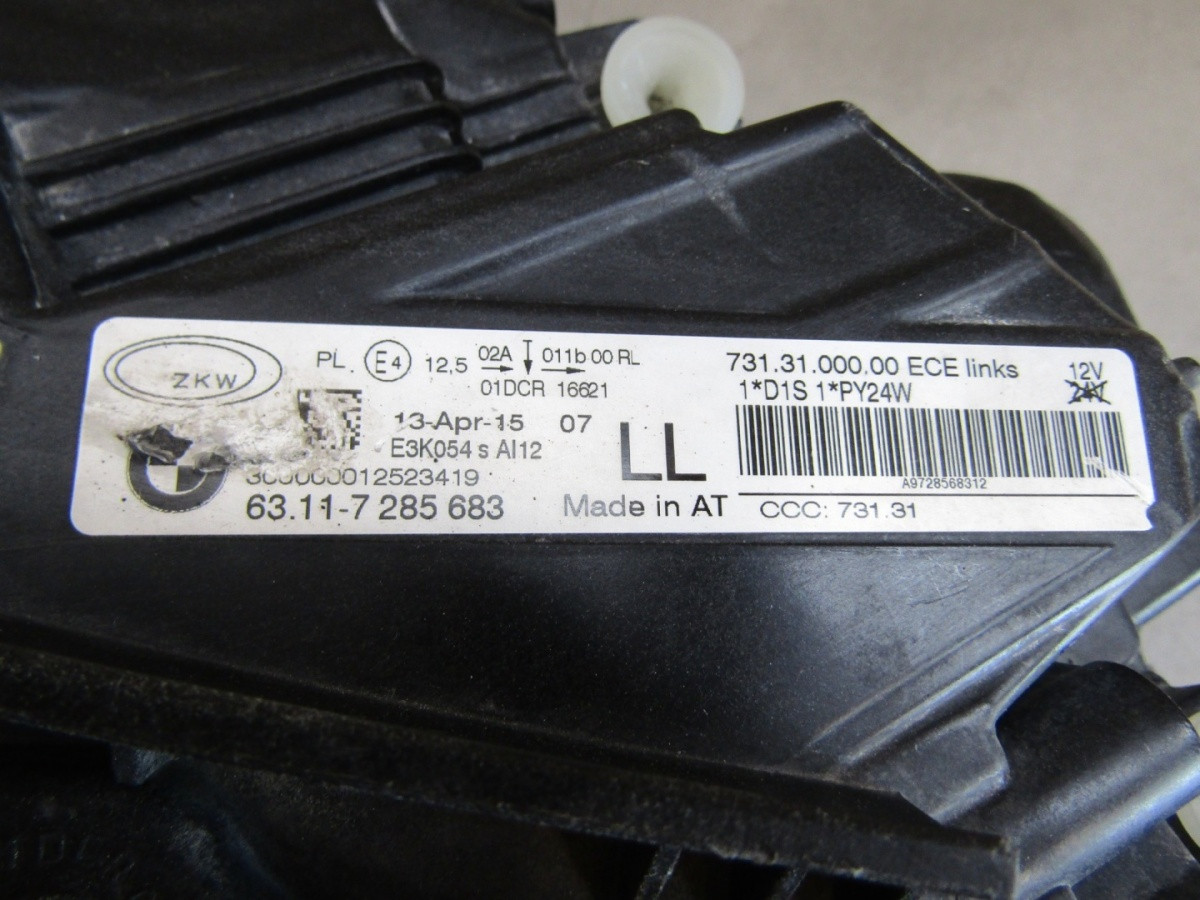 ZKW
PL. E4 12,5 02A 011b 00 RL
01DCR 16621
13-Apr-15 07
E3K054 s AI12
63.11-7 285 683
LL
Made in AT
731.31.000.00 ECE links
1*D1S 1*PY24W
12V
24V
A9728568312
CCC: 731.31